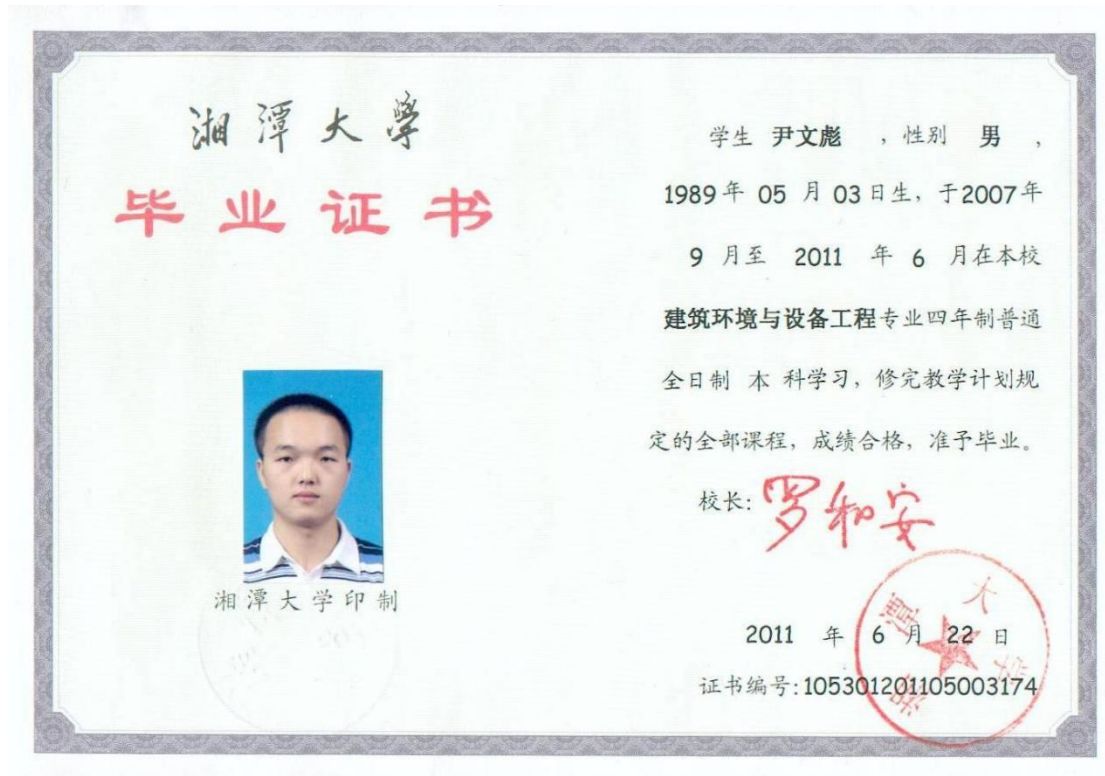 湘潭大學
毕业证书
湘潭大学印制
学生 尹文彪 ，性别 男 ，
1989年 05 月 03日生，于2007年
9 月至 2011 年 6 月在本校
建筑环境与设备工程专业四年制普通
全日制 本 科学习，修完教学计划规
定的全部课程，成绩合格，准予毕业。
校长：罗和安
湘潭大学
2011 年 6 月 22 日
证书编号:105301201105003174